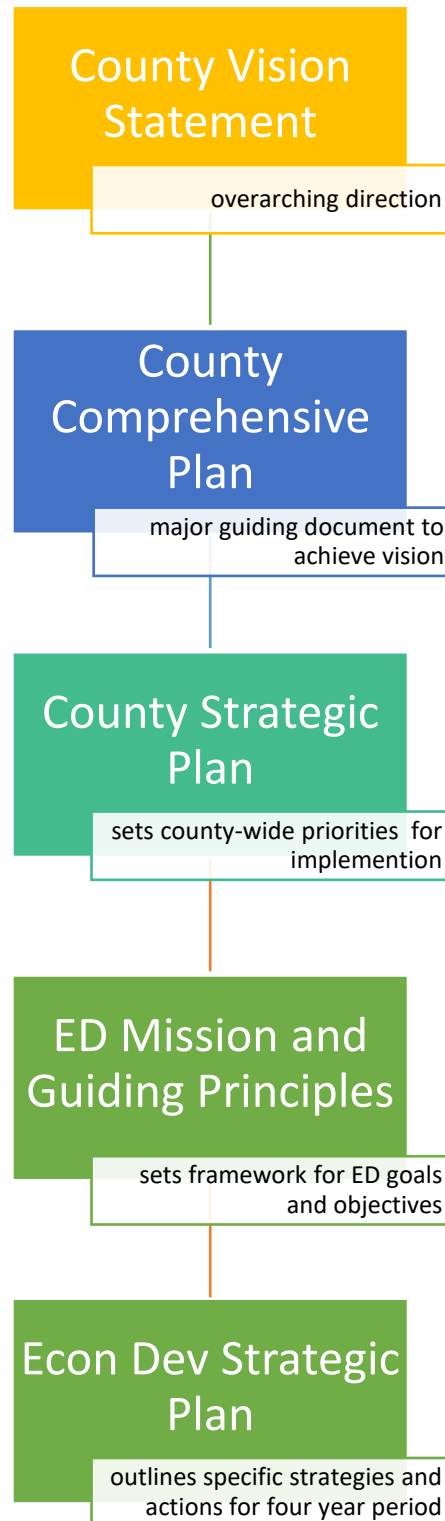 County Vision
Statement
overarching direction
County
Comprehensive
Plan
major guiding document to
achieve vision
County Strategic
Plan
sets county-wide priorities for
implemention
ED Mission and
Guiding Principles
sets framework for ED goals
and objectives
Econ Dev Strategic
Plan
outlines specific strategies and
actions for four year period